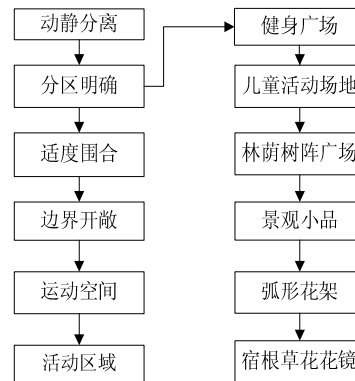 动静分离
分区明确
适度围合
边界开敞
运动空间
活动区域
健身广场
儿童活动场地
林荫树阵广场
景观小品
弧形花架
宿根草花花镜